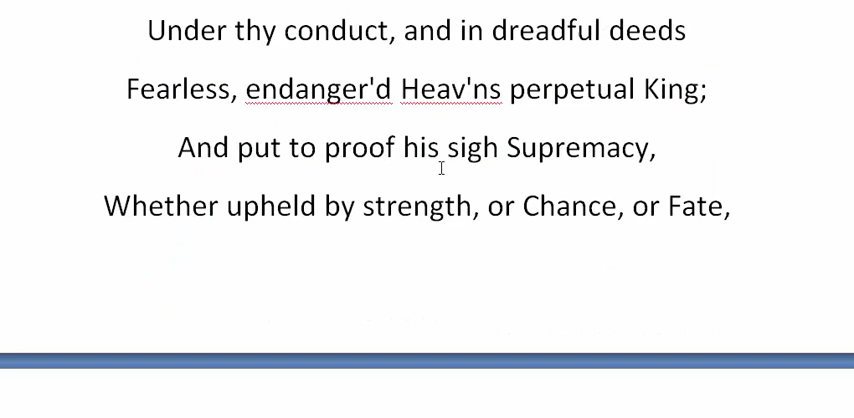 Under thy conduct, and in dreadful deeds
Fearless, endanger'd Heav'ns perpetual King;
And put to proof his sigh Supremacy,
Whether upheld by strength, or Chance, or Fate,